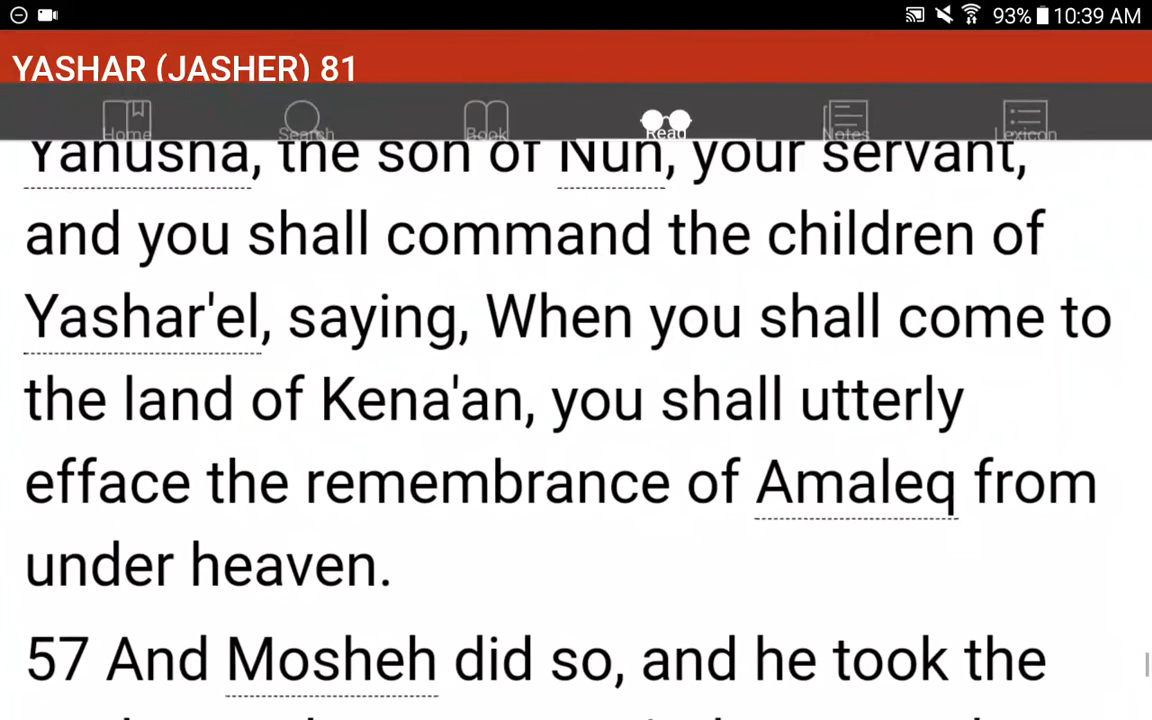 93% 10:39 AM
YASHAR (JASHER) 81
Home Search Book Read Notes Lexicon
Yahusha, the son of Nun, your servant,
and you shall command the children of
Yashar'el, saying, When you shall come to
the land of Kena'an, you shall utterly
efface the remembrance of Amaleq from
under heaven.
57 And Mosheh did so, and he took the